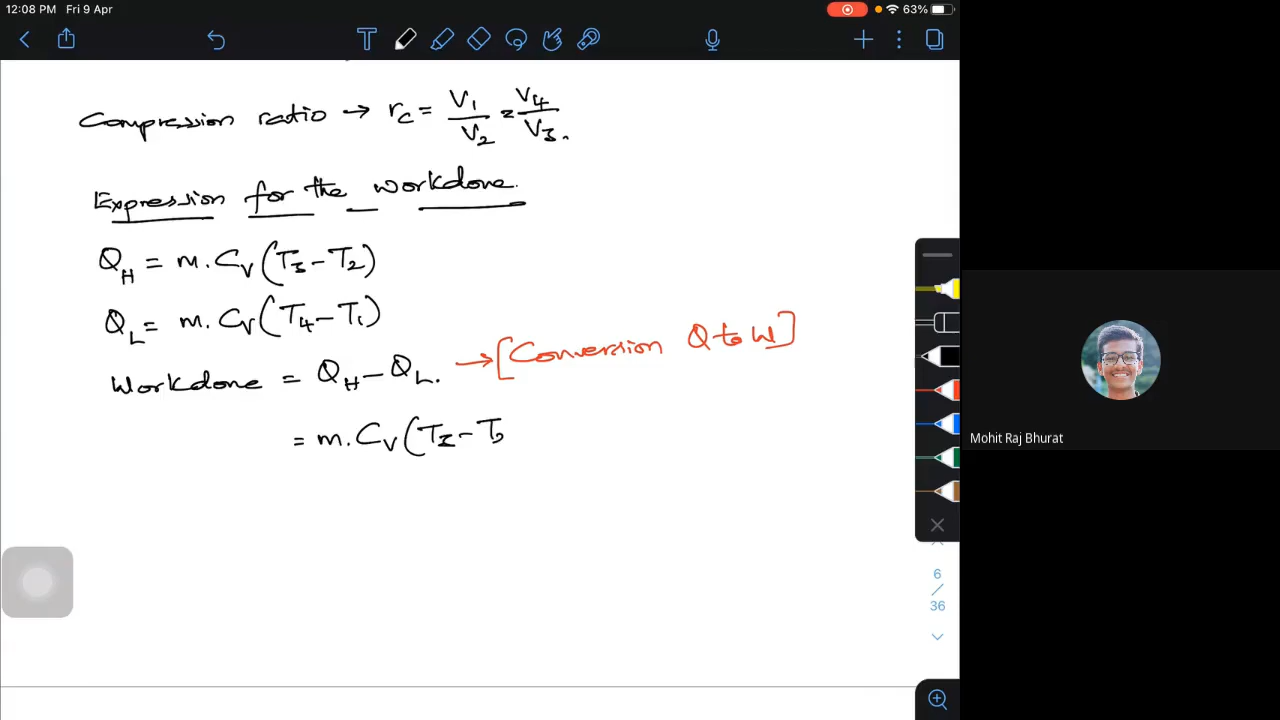 12:08 PM Fri 9 Apr 63%
Compression ratio → rc = V1/V2 = V4/V3.
Expression for the workdone.
QH = m.Cv(T3-T2)
QL = m.Cv(T4-T1)
Workdone = QH-QL. →[Conversion Q to W]
= m.Cv(T3-T2
Mohit Raj Bhurat
6
/
36